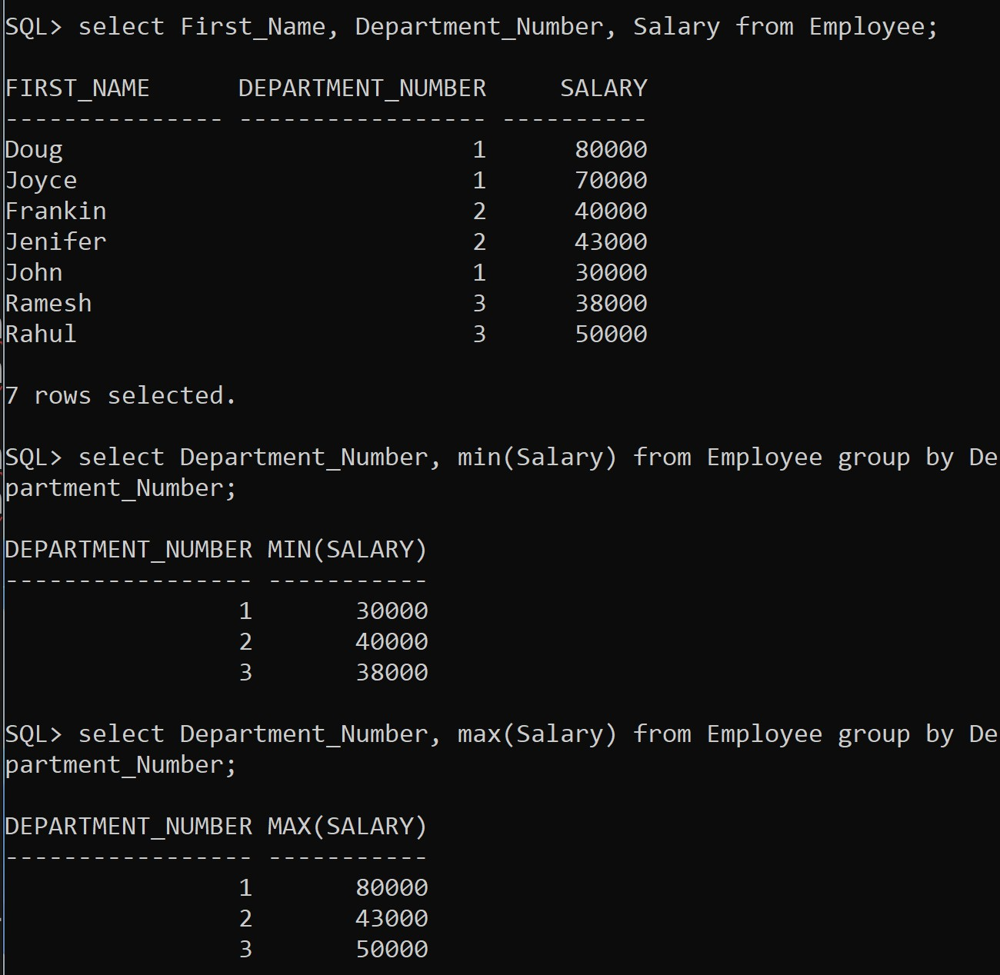 SQL> select First_Name, Department_Number, Salary from Employee;
FIRST_NAME      DEPARTMENT_NUMBER     SALARY
--------------- ----------------- ----------
Doug                            1      80000
Joyce                           1      70000
Frankin                         2      40000
Jenifer                         2      43000
John                            1      30000
Ramesh                          3      38000
Rahul                           3      50000
7 rows selected.
SQL> select Department_Number, min(Salary) from Employee group by De
partment_Number;
DEPARTMENT_NUMBER MIN(SALARY)
----------------- -----------
                1       30000
                2       40000
                3       38000
SQL> select Department_Number, max(Salary) from Employee group by De
partment_Number;
DEPARTMENT_NUMBER MAX(SALARY)
----------------- -----------
                1       80000
                2       43000
                3       50000